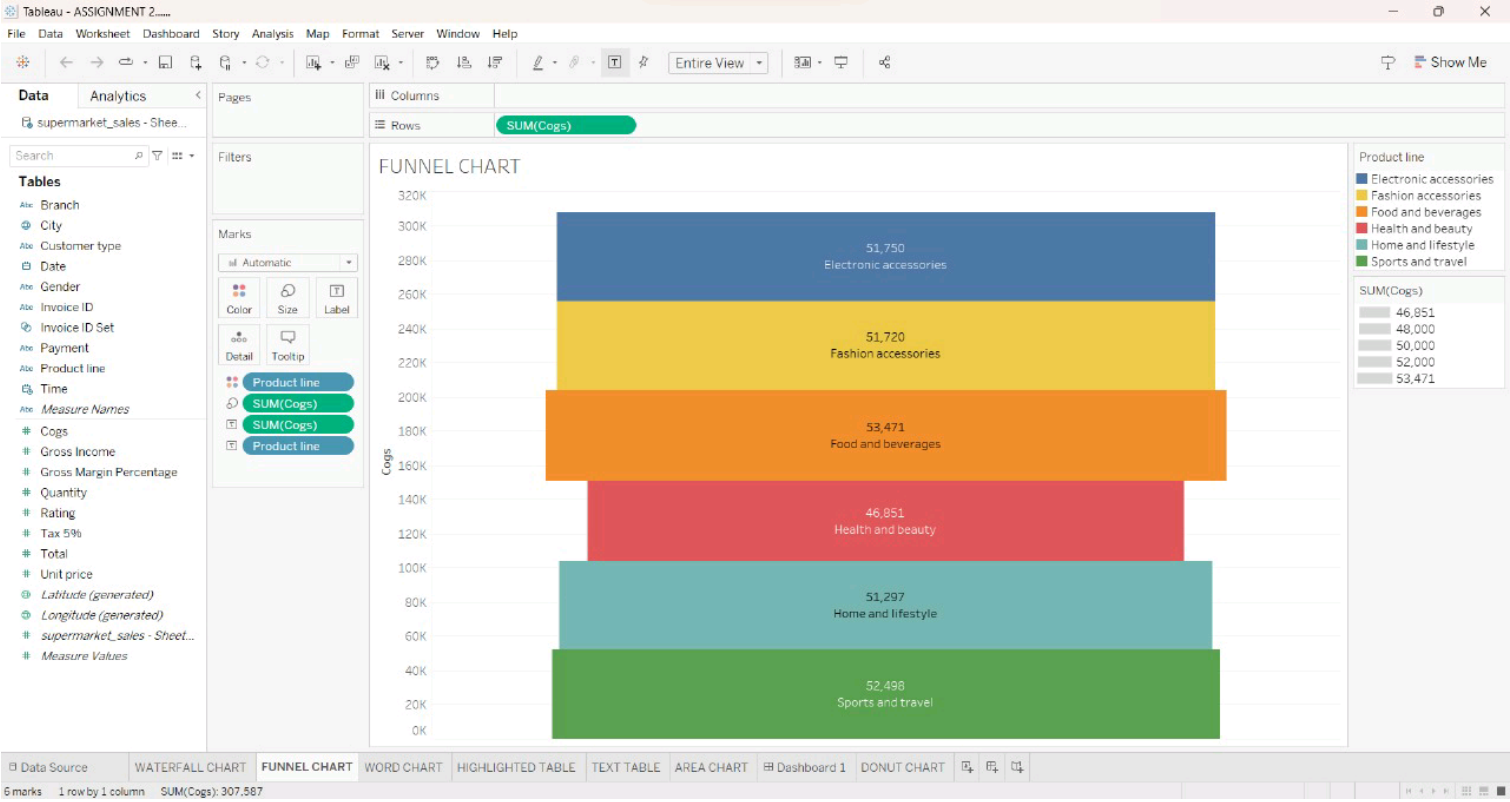 Tableau - ASSIGNMENT 2......
File Data Worksheet Dashboard Story Analysis Map Format Server Window Help
Entire View
Show Me
Data Analytics
supermarket_sales - Shee...
Search
Tables
Abc Branch
City
Abc Customer type
Date
Abc Gender
Abc Invoice ID
Invoice ID Set
Abc Payment
Abc Product line
Time
Abc Measure Names
# Cogs
# Gross Income
# Gross Margin Percentage
# Quantity
# Rating
# Tax 5%
# Total
# Unit price
Latitude (generated)
Longitude (generated)
# supermarket_sales - Sheet...
# Measure Values
Pages
Filters
Marks
Automatic
Color Size Label
Detail Tooltip
Product line
SUM(Cogs)
SUM(Cogs)
Product line
Columns
Rows SUM(Cogs)
FUNNEL CHART
320K
300K
280K
260K
240K
220K
200K
180K
160K
140K
120K
100K
80K
60K
40K
20K
0K
Cogs
51,750
Electronic accessories
51,720
Fashion accessories
53,471
Food and beverages
46,851
Health and beauty
51,297
Home and lifestyle
52,498
Sports and travel
Product line
Electronic accessories
Fashion accessories
Food and beverages
Health and beauty
Home and lifestyle
Sports and travel
SUM(Cogs)
46,851
48,000
50,000
52,000
53,471
Data Source WATERFALL CHART FUNNEL CHART WORD CHART HIGHLIGHTED TABLE TEXT TABLE AREA CHART Dashboard 1 DONUT CHART
6 marks 1 row by 1 column SUM(Cogs): 307,587